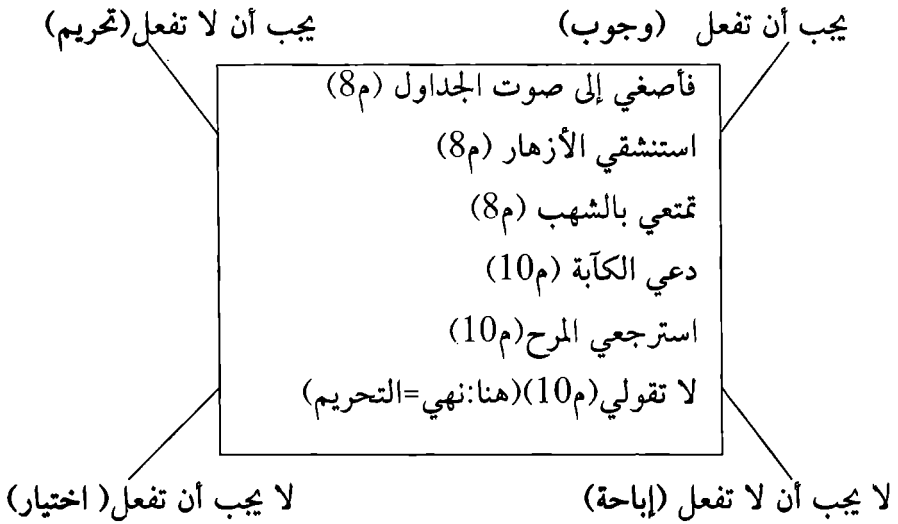 يجب أن تفعل (وجوب) يجب أن لا تفعل(تحريم)
فأصغي إلى صوت الجداول (م8)
استنشقي الأزهار (م8)
تمتعي بالشهب (م8)
دعي الكآبة (م10)
استرجعي المرح(م10)
لا تقولي(م10)(هنا:نهي=التحريم)
لا يجب أن لا تفعل (إباحة) لا يجب أن تفعل( اختيار)